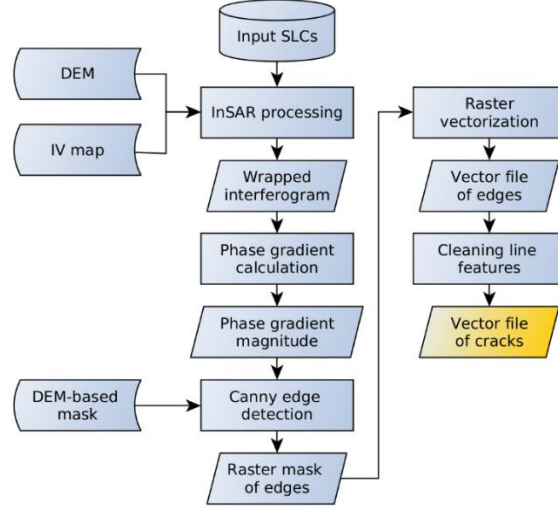 Input SLCs
DEM
IV map
InSAR processing
Wrapped
interferogram
Phase gradient
calculation
Phase gradient
magnitude
DEM-based
mask
Canny edge
detection
Raster mask
of edges
Raster
vectorization
Vector file
of edges
Cleaning line
features
Vector file
of cracks